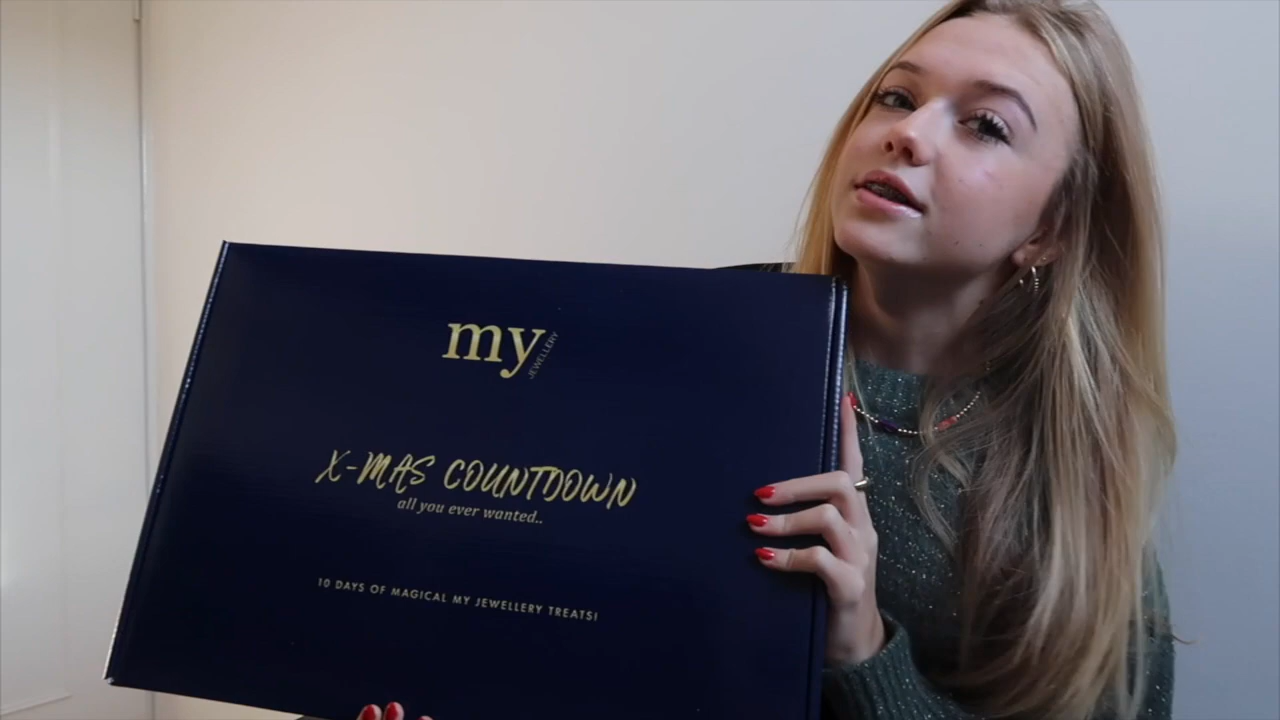 my
JEWELLERY
X-MAS COUNTDOWN
all you ever wanted..
10 DAYS OF MAGICAL MY JEWELLERY TREATS!